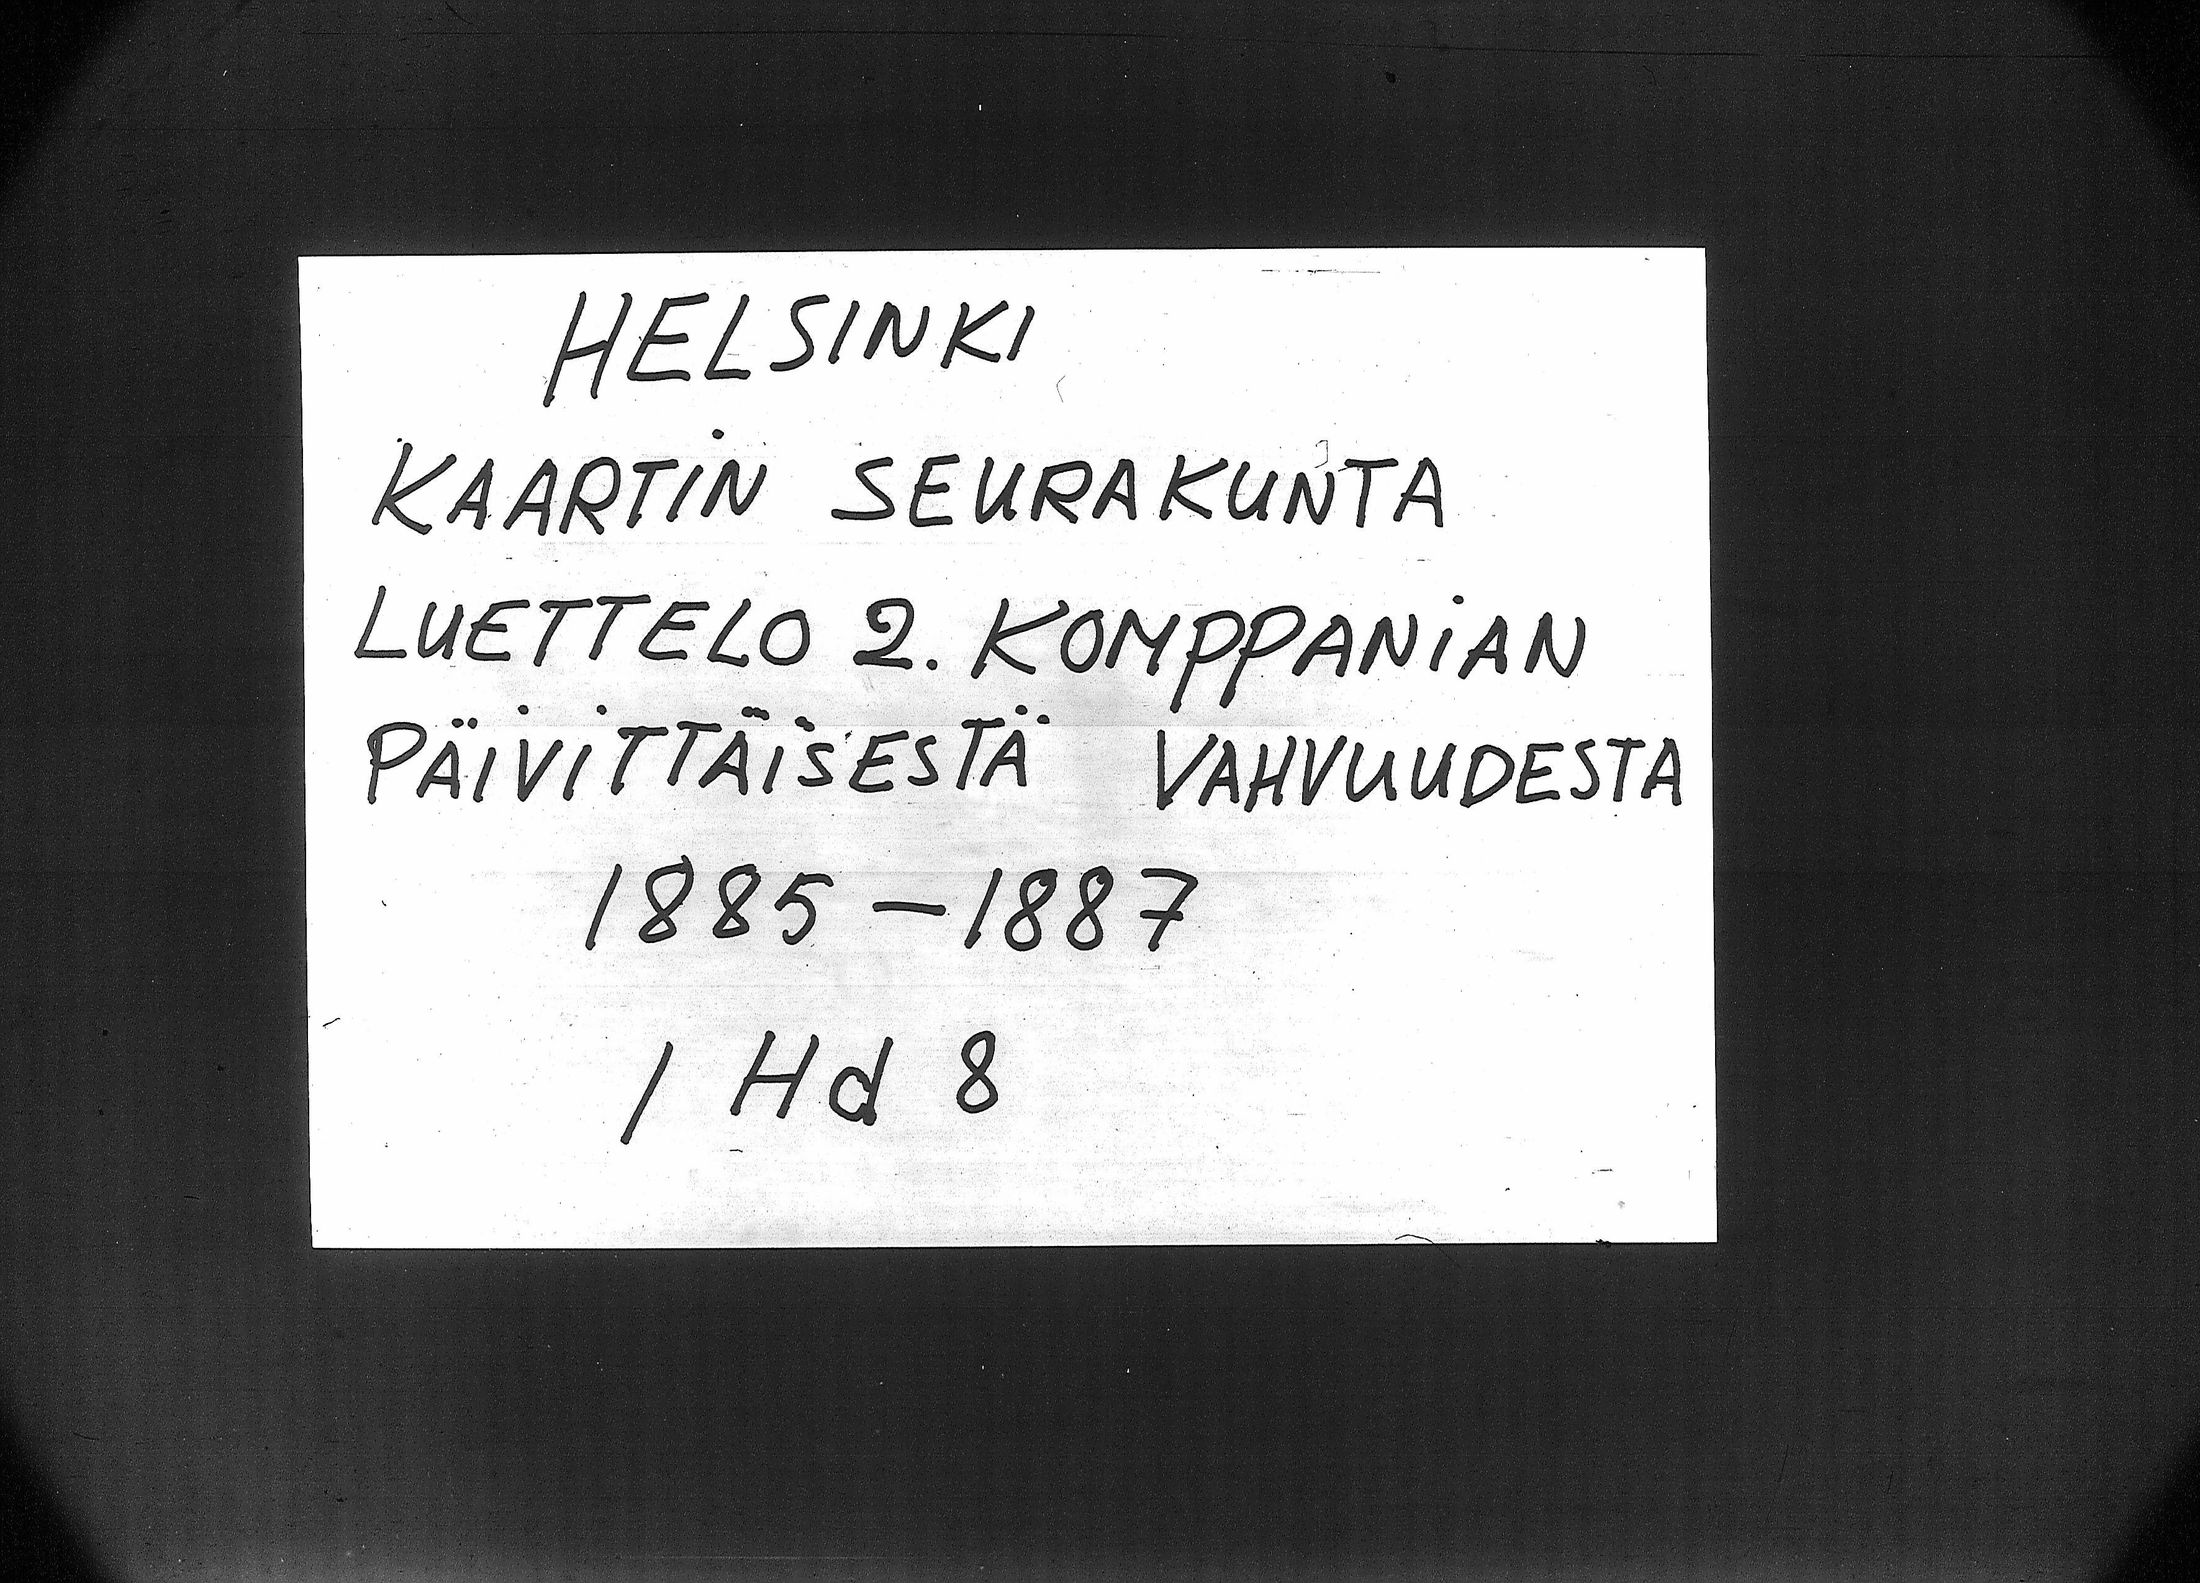 HELSINKI
KAARTIN SEURAKUNTA
LUETTELO 2. KOMPPANIAN
PÄIVITTÄISESTÄ VAHVUUDESTA
1885-1887
I Hd 8